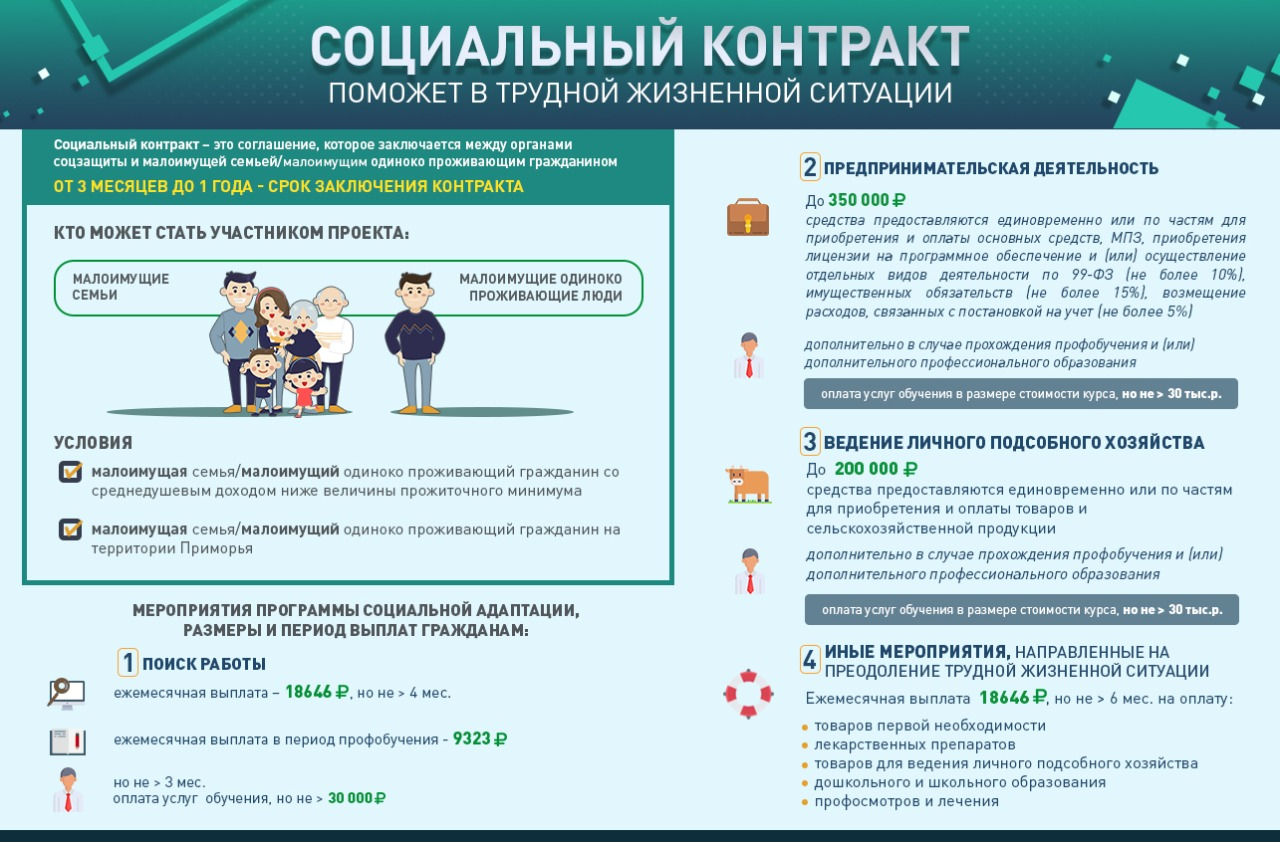 СОЦИАЛЬНЫЙ КОНТРАКТ
ПОМОЖЕТ В ТРУДНОЙ ЖИЗНЕННОЙ СИТУАЦИИ
Социальный контракт – это соглашение, которое заключается между органами
соцзащиты и малоимущей семьей/малоимущим одиноко проживающим гражданином
ОТ 3 МЕСЯЦЕВ ДО 1 ГОДА - СРОК ЗАКЛЮЧЕНИЯ КОНТРАКТА
КТО МОЖЕТ СТАТЬ УЧАСТНИКОМ ПРОЕКТА:
МАЛОИМУЩИЕ
СЕМЬИ
МАЛОИМУЩИЕ ОДИНОКО
ПРОЖИВАЮЩИЕ ЛЮДИ
УСЛОВИЯ
малоимущая семья/малоимущий одиноко проживающий гражданин со
среднедушевым доходом ниже величины прожиточного минимума
малоимущая семья/малоимущий одиноко проживающий гражданин на
территории Приморья
МЕРОПРИЯТИЯ ПРОГРАММЫ СОЦИАЛЬНОЙ АДАПТАЦИИ,
РАЗМЕРЫ И ПЕРИОД ВЫПЛАТ ГРАЖДАНАМ:
1 ПОИСК РАБОТЫ
ежемесячная выплата – 18646 ₽, но не > 4 мес.
ежемесячная выплата в период профобучения - 9323 ₽
но не > 3 мес.
оплата услуг обучения, но не > 30 000 ₽
2 ПРЕДПРИНИМАТЕЛЬСКАЯ ДЕЯТЕЛЬНОСТЬ
До 350 000 ₽
средства предоставляются единовременно или по частям для
приобретения и оплаты основных средств, МПЗ, приобретения
лицензии на программное обеспечение и (или) осуществление
отдельных видов деятельности по 99-ФЗ (не более 10%),
имущественных обязательств (не более 15%), возмещение
расходов, связанных с постановкой на учет (не более 5%)
дополнительно в случае прохождения профобучения и (или)
дополнительного профессионального образования
оплата услуг обучения в размере стоимости курса, но не > 30 тыс.р.
3 ВЕДЕНИЕ ЛИЧНОГО ПОДСОБНОГО ХОЗЯЙСТВА
До 200 000 ₽
средства предоставляются единовременно или по частям
для приобретения и оплаты товаров и
сельскохозяйственной продукции
дополнительно в случае прохождения профобучения и (или)
дополнительного профессионального образования
оплата услуг обучения в размере стоимости курса, но не > 30 тыс.р.
4 ИНЫЕ МЕРОПРИЯТИЯ, НАПРАВЛЕННЫЕ НА
ПРЕОДОЛЕНИЕ ТРУДНОЙ ЖИЗНЕННОЙ СИТУАЦИИ
Ежемесячная выплата 18646 ₽, но не > 6 мес. на оплату:
• товаров первой необходимости
• лекарственных препаратов
• товаров для ведения личного подсобного хозяйства
• дошкольного и школьного образования
• профосмотров и лечения